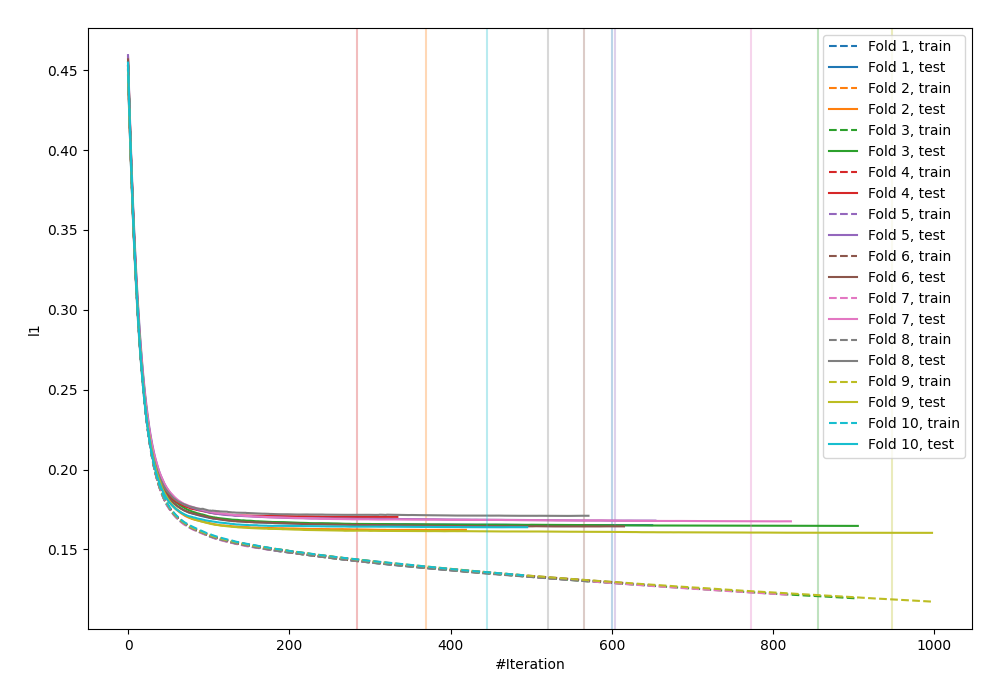 0.45
0.40
0.35
0.30
0.25
0.20
0.15
l1
0 200 400 600 800 1000
#Iteration
Fold 1, train
Fold 1, test
Fold 2, train
Fold 2, test
Fold 3, train
Fold 3, test
Fold 4, train
Fold 4, test
Fold 5, train
Fold 5, test
Fold 6, train
Fold 6, test
Fold 7, train
Fold 7, test
Fold 8, train
Fold 8, test
Fold 9, train
Fold 9, test
Fold 10, train
Fold 10, test